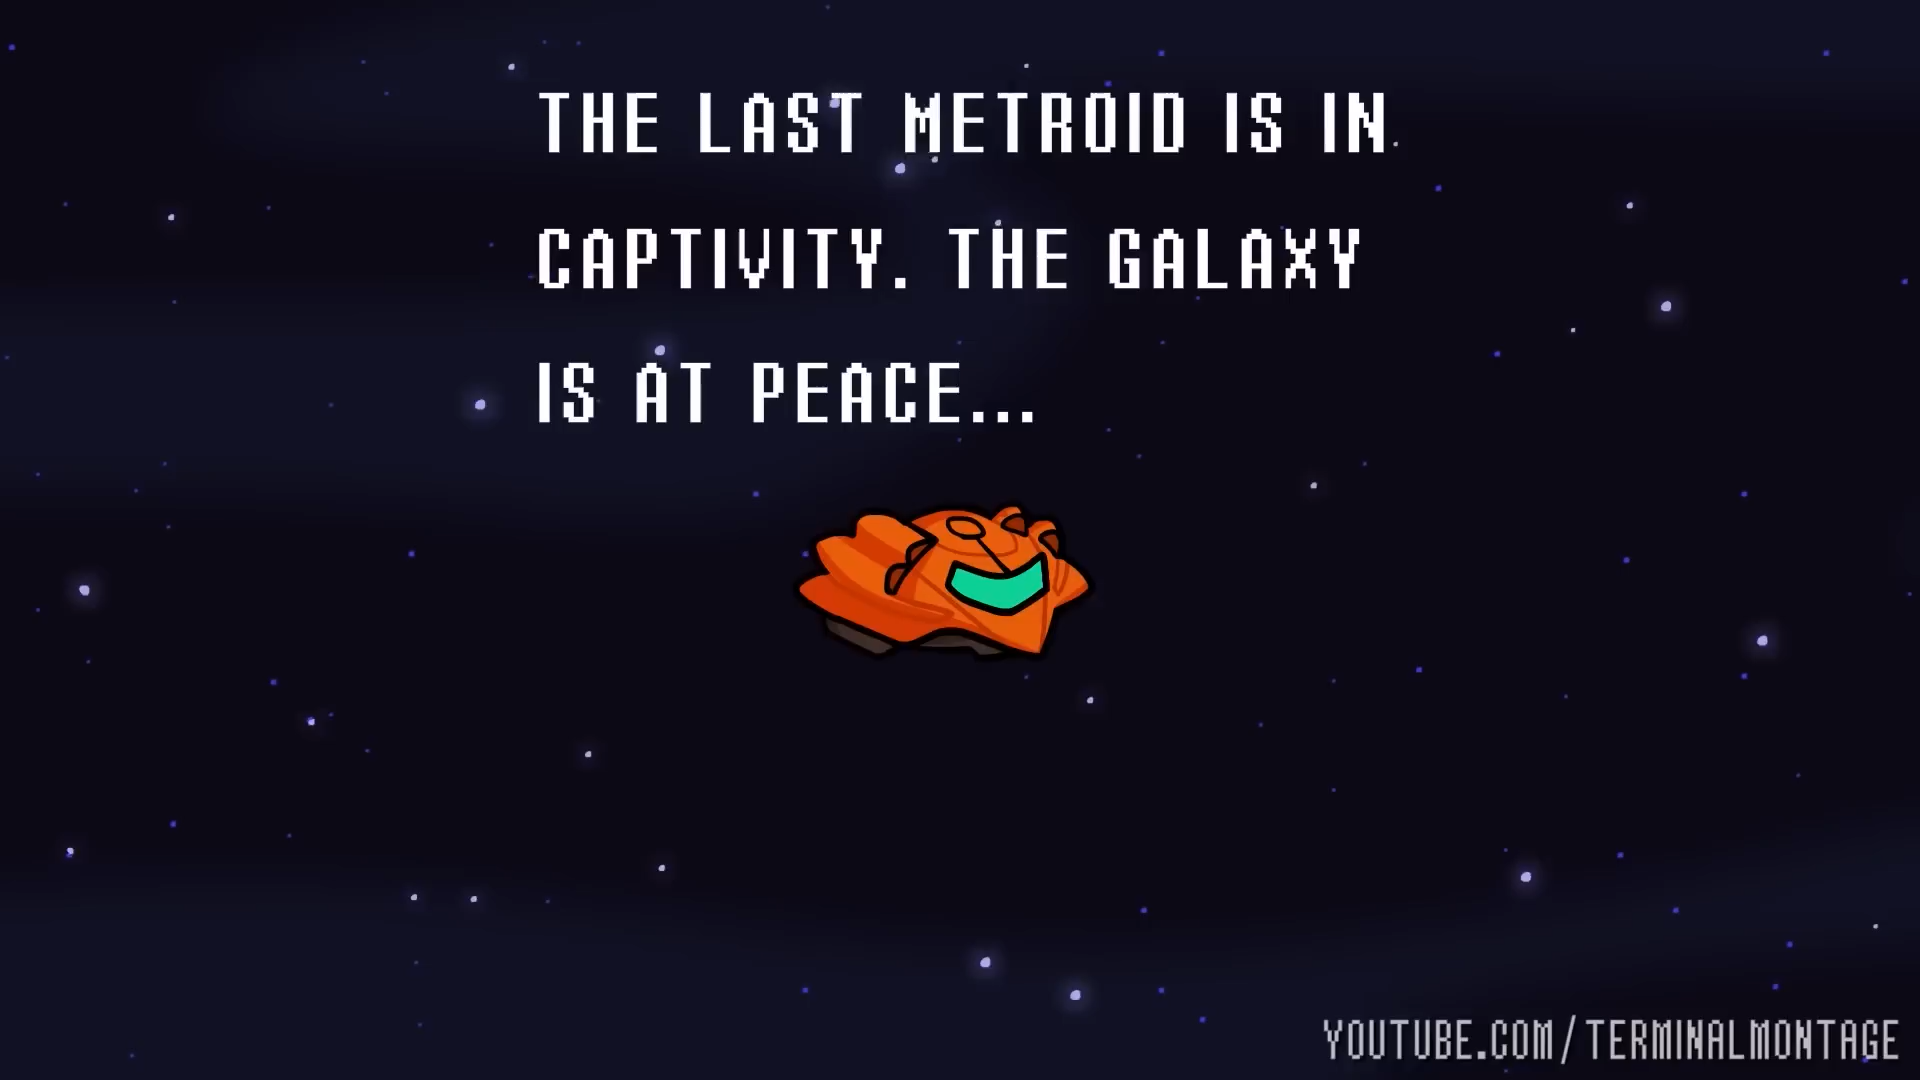 THE LAST METROID IS IN
CAPTIVITY. THE GALAXY
IS AT PEACE...
YOUTUBE.COM/TERMINALMONTAGE